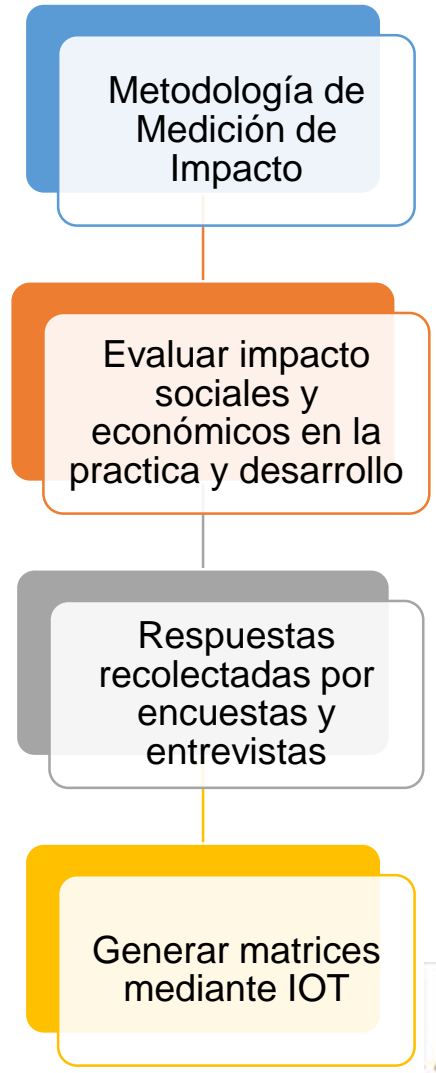 Metodología de
Medición de
Impacto
Evaluar impacto
sociales y
económicos en la
practica y desarrollo
Respuestas
recolectadas por
encuestas y
entrevistas
Generar matrices
mediante IOT